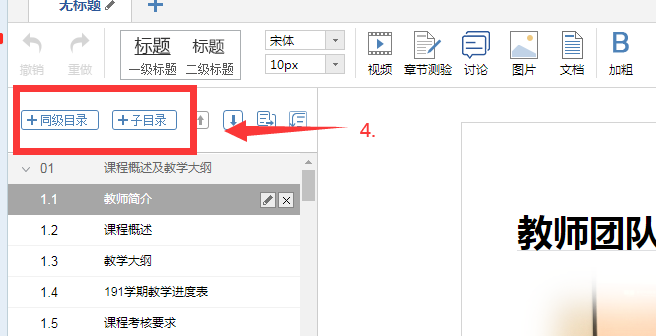 无标题
撤销 重做
标题 标题
一级标题 二级标题
宋体
10px
视频 章节测验 讨论 图片 文档 B 加粗
+同级目录 +子目录
4.
01 课程概述及教学大纲
1.1 教师简介
1.2 课程概述
1.3 教学大纲
1.4 191学期教学进度表
1.5 课程考核要求
教师团队